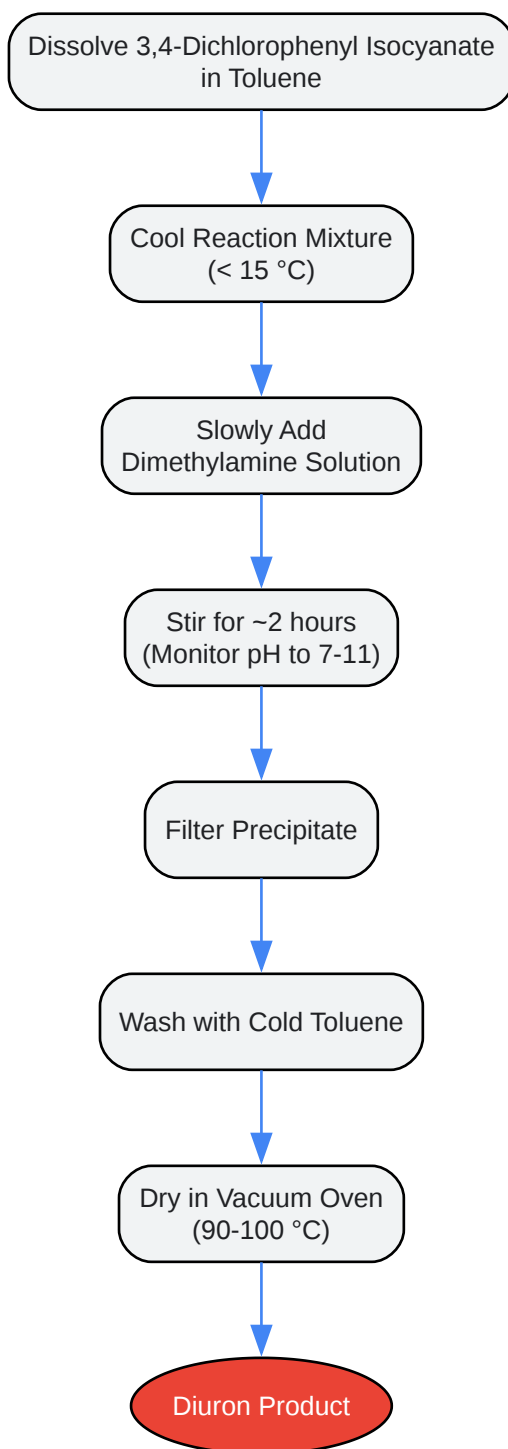 Dissolve 3,4-Dichlorophenyl Isocyanate
in Toluene
Cool Reaction Mixture
(< 15 °C)
Slowly Add
Dimethylamine Solution
Stir for ~2 hours
(Monitor pH to 7-11)
Filter Precipitate
Wash with Cold Toluene
Dry in Vacuum Oven
(90-100 °C)
Diuron Product